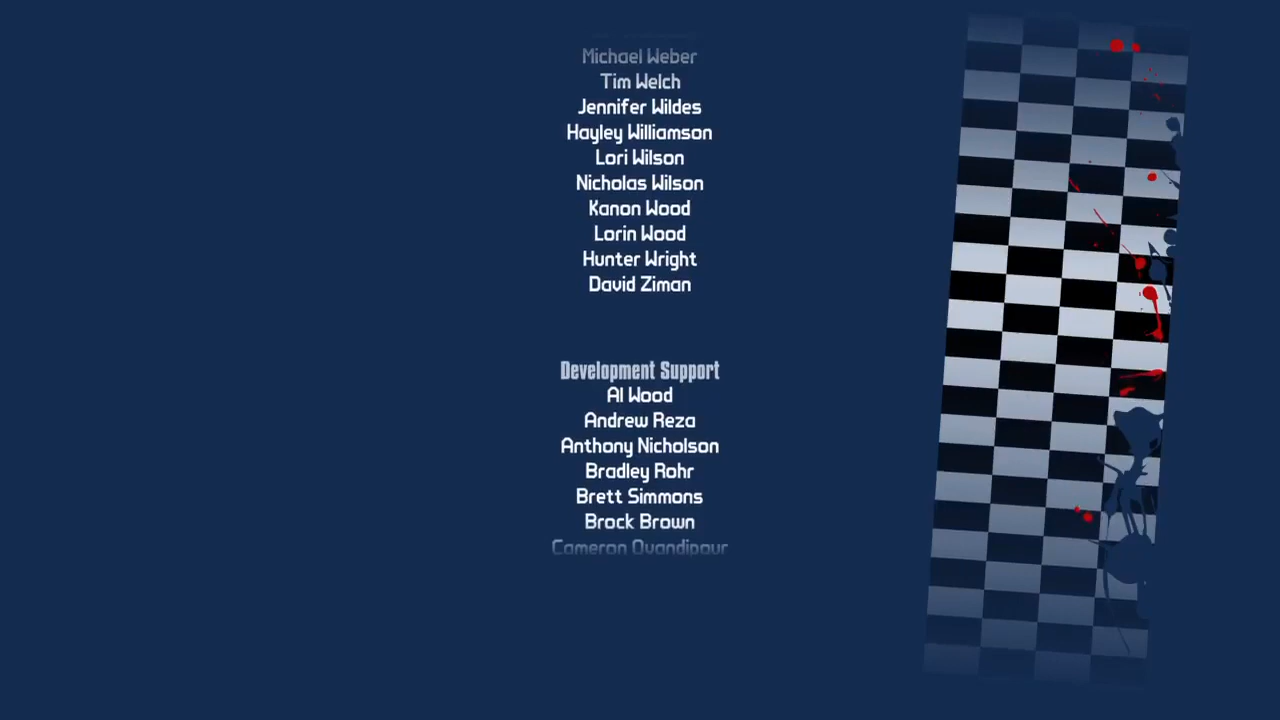 Michael Weber
Tim Welch
Jennifer Wildes
Hayley Williamson
Lori Wilson
Nicholas Wilson
Kanon Wood
Lorin Wood
Hunter Wright
David Ziman
Development Support
Al Wood
Andrew Reza
Anthony Nicholson
Bradley Rohr
Brett Simmons
Brock Brown
Cameron Ovandipour